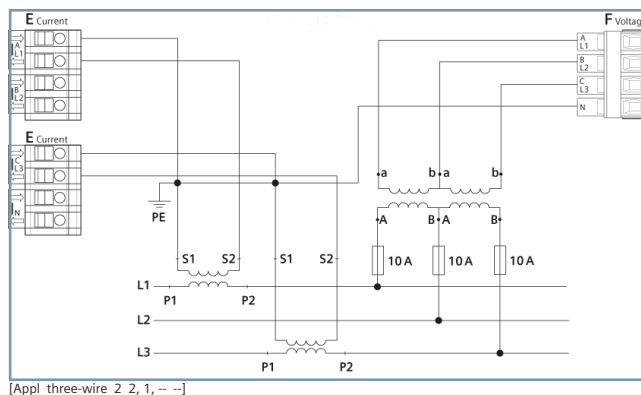 E Current
F Voltag
A
L1
B
L2
E Current
C
L3
N
A
L1
B
L2
C
L3
N
a b a b
PE
A B A B
S1 S2 S1 S2
10 A 10 A 10 A
L1
P1 P2
L2
L3
P1 P2
[Appl three-wire 2 2, 1, -- --]